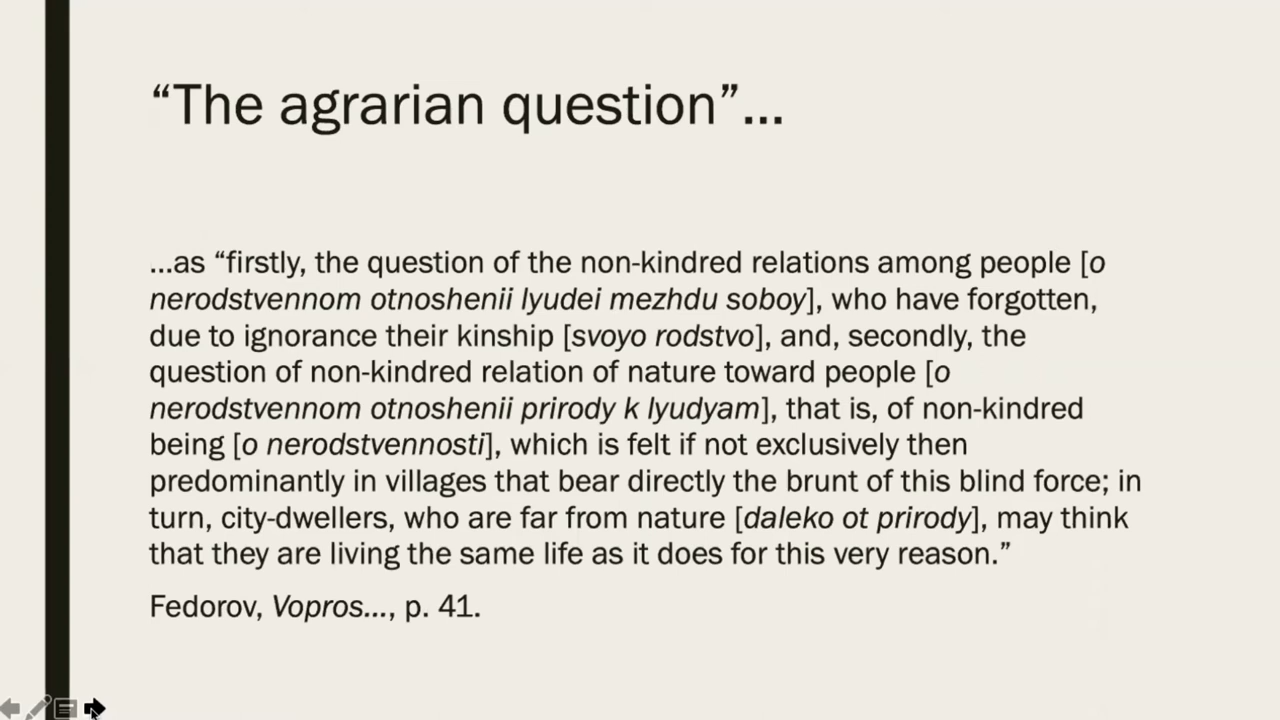 “The agrarian question”...
...as “firstly, the question of the non-kindred relations among people [o
nerodstvennom otnoshenii lyudei mezhdu soboy], who have forgotten,
due to ignorance their kinship [svoyo rodstvo], and, secondly, the
question of non-kindred relation of nature toward people [o
nerodstvennom otnoshenii prirody k lyudyam], that is, of non-kindred
being [o nerodstvennosti], which is felt if not exclusively then
predominantly in villages that bear directly the brunt of this blind force; in
turn, city-dwellers, who are far from nature [daleko ot prirody], may think
that they are living the same life as it does for this very reason.”
Fedorov, Vopros..., p. 41.